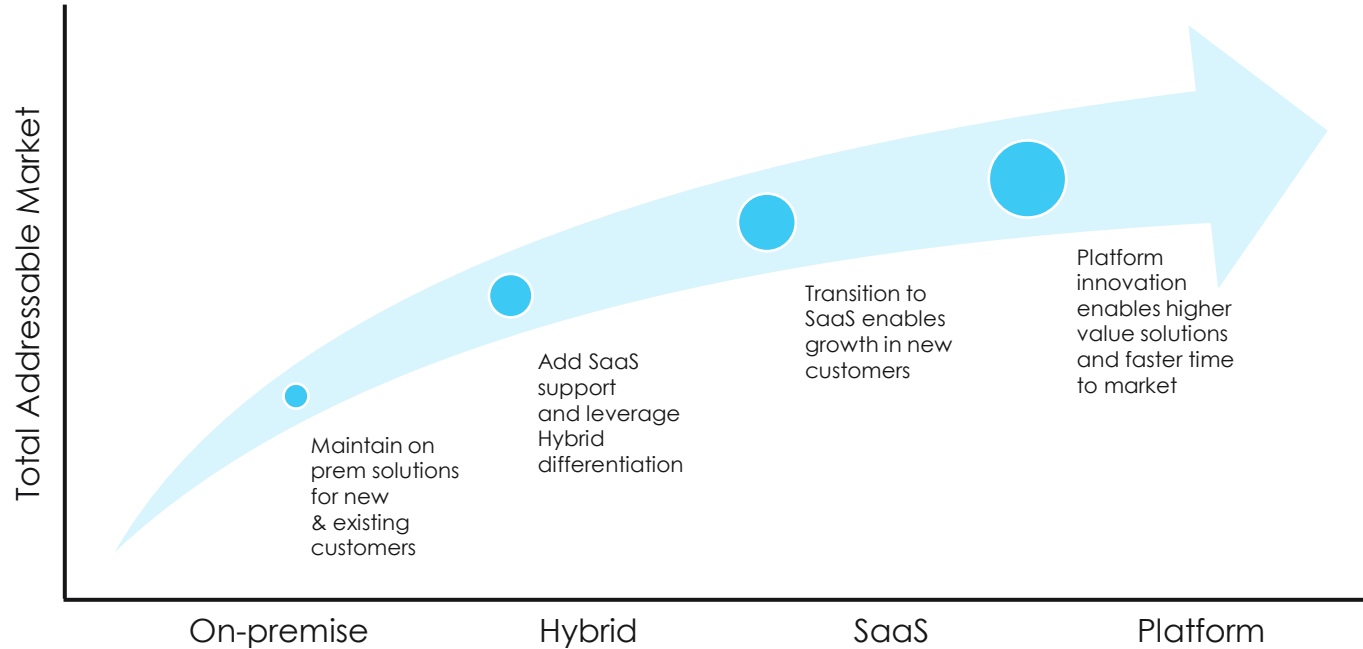 Total Addressable Market
Maintain on
prem solutions
for new
& existing
customers
Add SaaS
support
and leverage
Hybrid
differentiation
Transition to
SaaS enables
growth in new
customers
Platform
innovation
enables higher
value solutions
and faster time
to market
On-premise
Hybrid
SaaS
Platform